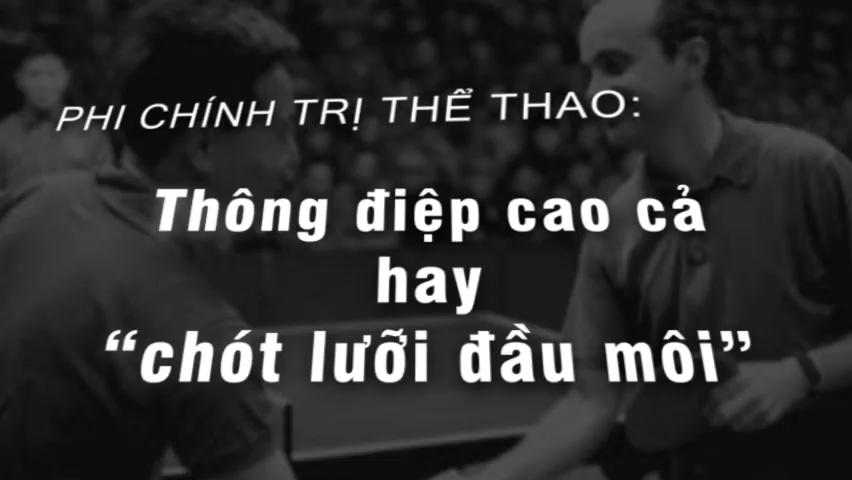 PHI CHÍNH TRỊ THỂ THAO:
Thông điệp cao cả
hay
“chót lưỡi đầu môi”